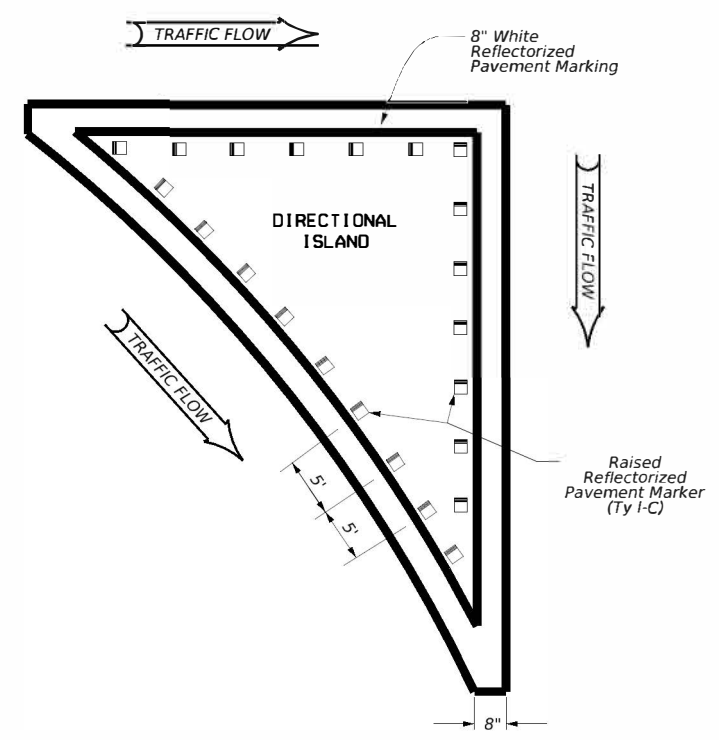 TRAFFIC FLOW
8" White
Reflectorized
Pavement Marking
TRAFFIC FLOW
DIRECTIONAL
ISLAND
TRAFFIC FLOW
Raised
Reflectorized
Pavement Marker
(Ty I-C)
5'
5'
8"